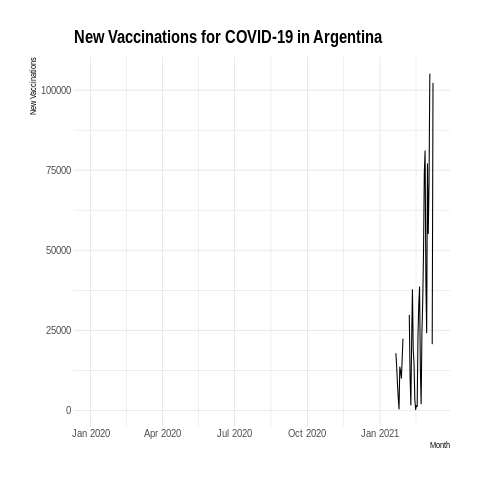 New Vaccinations for COVID-19 in Argentina
New Vaccinations
100000
75000
50000
25000
0
Jan 2020 Apr 2020 Jul 2020 Oct 2020 Jan 2021
Month